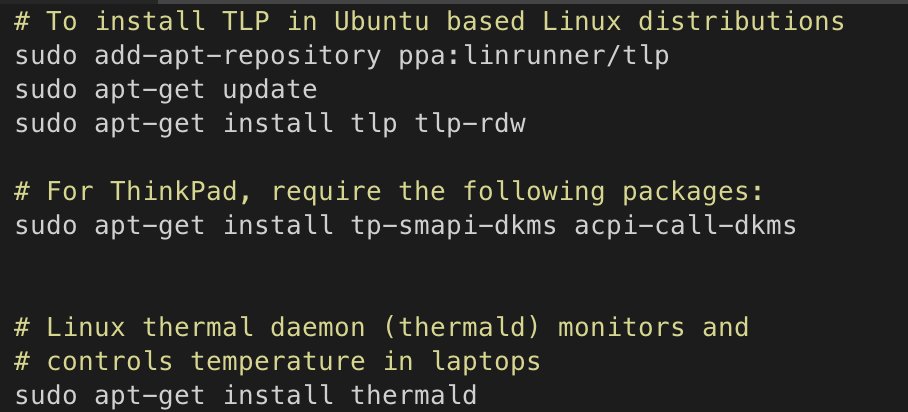 # To install TLP in Ubuntu based Linux distributions
sudo add-apt-repository ppa:linrunner/tlp
sudo apt-get update
sudo apt-get install tlp tlp-rdw
# For ThinkPad, require the following packages:
sudo apt-get install tp-smapi-dkms acpi-call-dkms
# Linux thermal daemon (thermald) monitors and
# controls temperature in laptops
sudo apt-get install thermald